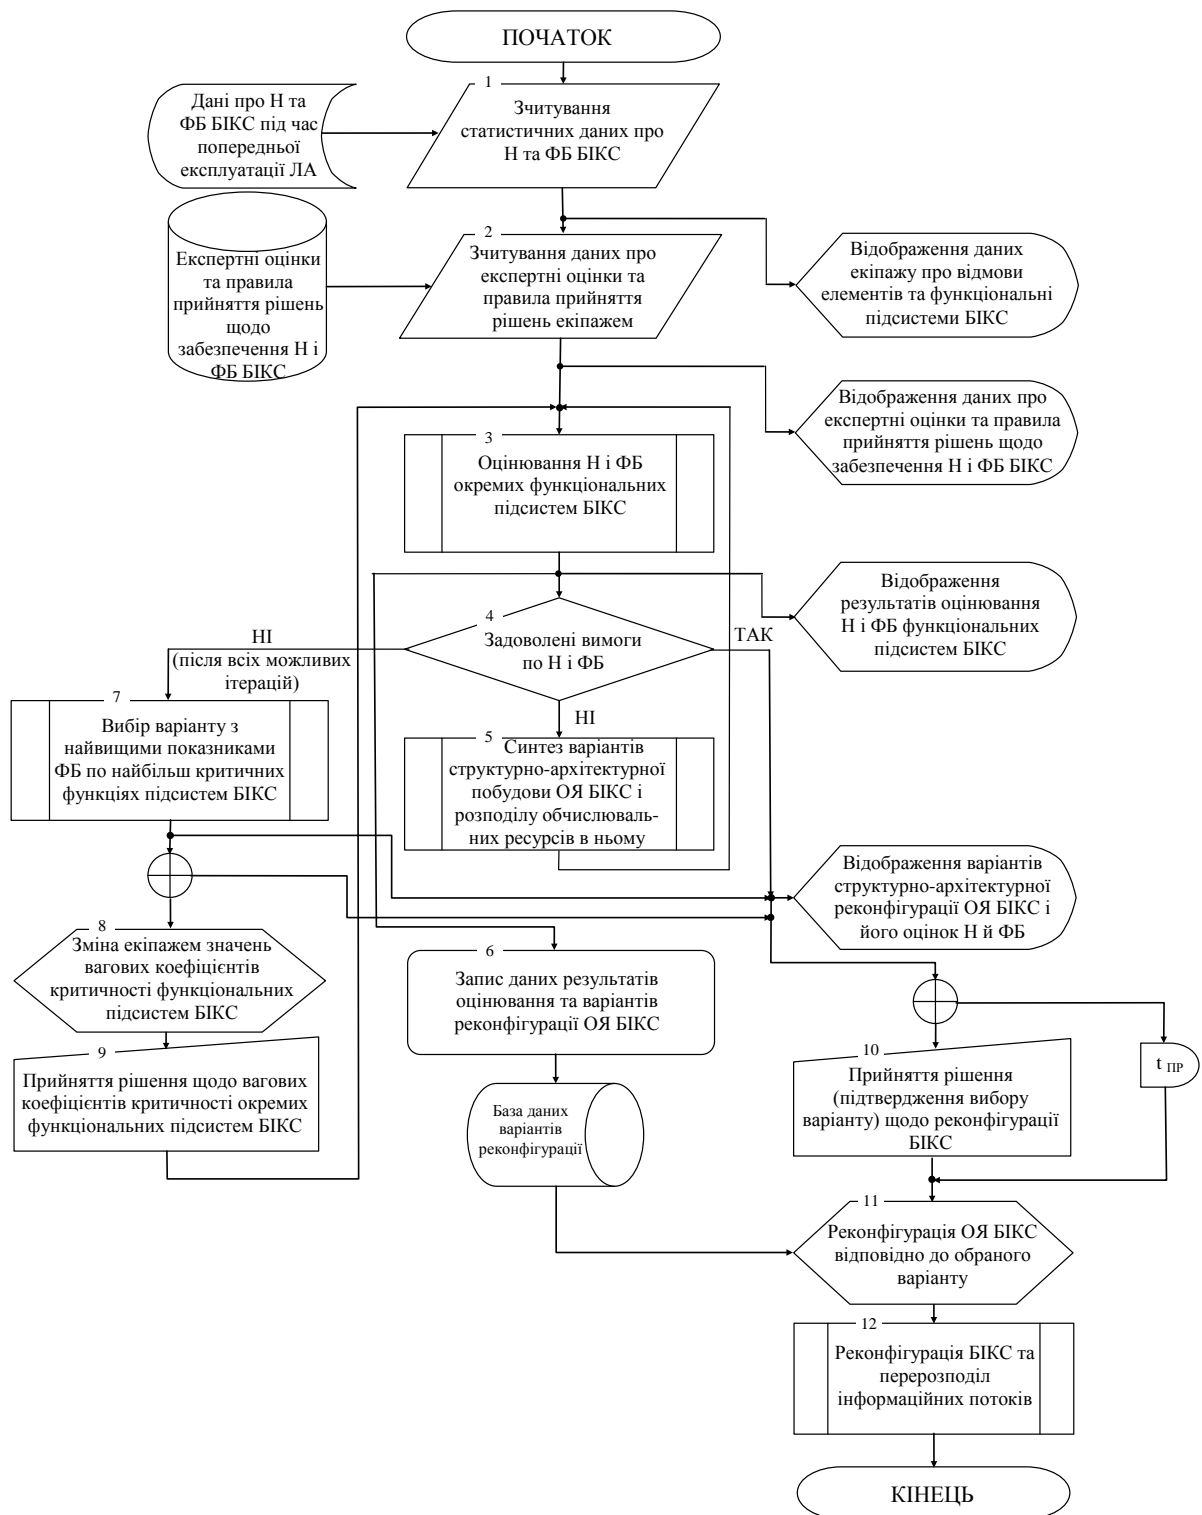 ПОЧАТОК
1
Зчитування
статистичних даних про
Н та ФБ БІКС
Дані про Н та
ФБ БІКС під час
попередньої
експлуатації ЛА
2
Зчитування даних про
експертні оцінки та
правила прийняття
рішень екіпажем
Експертні оцінки
та правила
прийняття рішень
щодо
забезпечення Н і
ФБ БІКС
Відображення даних
екіпажу про відмови
елементів та функціональні
підсистеми БІКС
Відображення даних про
експертні оцінки та правила
прийняття рішень щодо
забезпечення Н і ФБ БІКС
3
Оцінювання Н і ФБ
окремих функціональних
підсистем БІКС
Відображення
результатів оцінювання
Н і ФБ функціональних
підсистем БІКС
4
Задоволені вимоги
по Н і ФБ
ТАК
НІ
(після всіх можливих
ітерацій)
НІ
7
Вибір варіанту з
найвищими показниками
ФБ по найбільш критичних
функціях підсистем БІКС
5
Синтез варіантів
структурно-архітектурної
побудови ОЯ БІКС і
розподілу обчислюваль-
них ресурсів в ньому
Відображення варіантів
структурно-архітектурної
реконфігурації ОЯ БІКС і
його оцінок Н й ФБ
8
Зміна екіпажем значень
вагових коефіцієнтів
критичності функціональних
підсистем БІКС
6
Запис даних результатів
оцінювання та варіантів
реконфігурації ОЯ БІКС
9
Прийняття рішення щодо вагових
коефіцієнтів критичності окремих
функціональних підсистем БІКС
База даних
варіантів
реконфігурації
10
Прийняття рішення
(підтвердження вибору
варіанту) щодо реконфігурації
БІКС
t ПР
11
Реконфігурація ОЯ БІКС
відповідно до обраного
варіанту
12
Реконфігурація БІКС та
перерозподіл
інформаційних потоків
КІНЕЦЬ